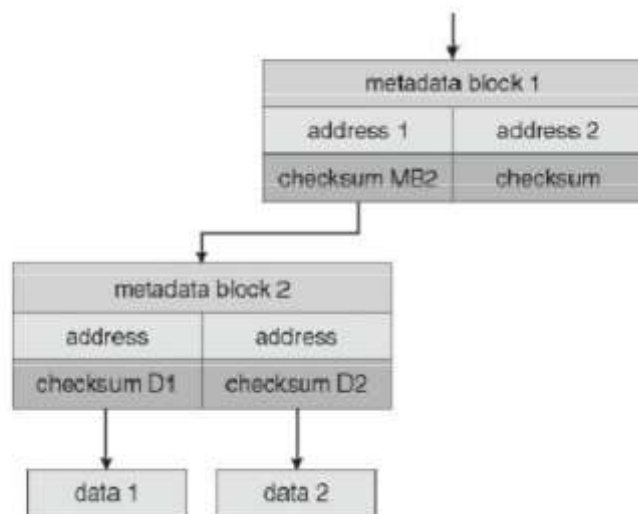 metadata block 1
address 1 address 2
checksum MB2 checksum
metadata block 2
address address
checksum D1 checksum D2
data 1 data 2